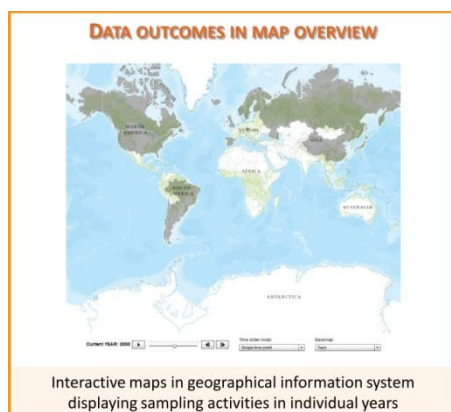 DATA OUTCOMES IN MAP OVERVIEW
NORTH
AMERICA
EUROPE
ASIA
AFRICA
SOUTH
AMERICA
AUSTRALIA
ANTARCTICA
Time slider mode
Basemap
Current YEAR: 2000
Single time point
Topo
Interactive maps in geographical information system
displaying sampling activities in individual years